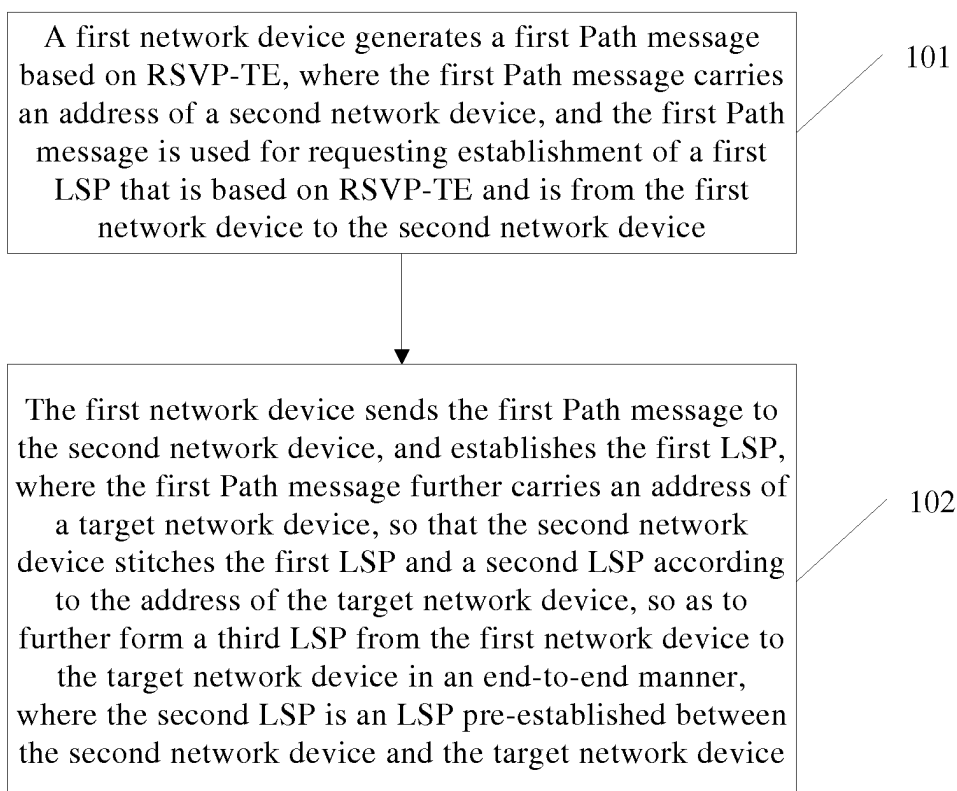 A first network device generates a first Path message
based on RSVP-TE, where the first Path message carries
an address of a second network device, and the first Path
message is used for requesting establishment of a first
LSP that is based on RSVP-TE and is from the first
network device to the second network device
101
The first network device sends the first Path message to
the second network device, and establishes the first LSP,
where the first Path message further carries an address of
a target network device, so that the second network
device stitches the first LSP and a second LSP according
to the address of the target network device, so as to
further form a third LSP from the first network device to
the target network device in an end-to-end manner,
where the second LSP is an LSP pre-established between
the second network device and the target network device
102